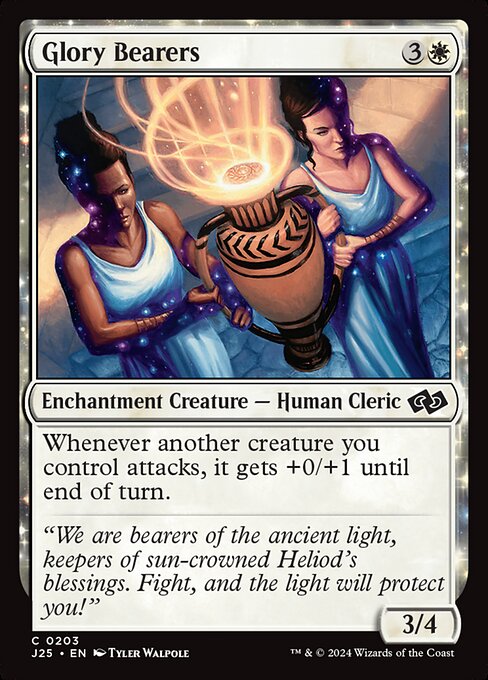 Glory Bearers 3
Enchantment Creature — Human Cleric
Whenever another creature you
control attacks, it gets +0/+1 until
end of turn.
“We are bearers of the ancient light,
keepers of sun-crowned Heliod’s
blessings. Fight, and the light will protect
you!”
3/4
C 0203
J25 • EN Tyler Walpole
™ & © 2024 Wizards of the Coast